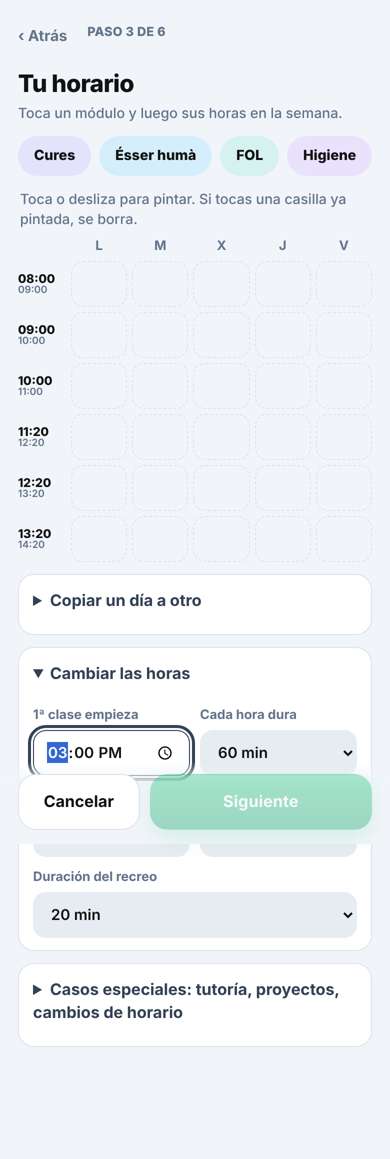 ‹ Atrás PASO 3 DE 6
Tu horario
Toca un módulo y luego sus horas en la semana.
Cures Ésser humà FOL Higiene
Toca o desliza para pintar. Si tocas una casilla ya
pintada, se borra.
L M X J V
08:00
09:00
09:00
10:00
10:00
11:00
11:20
12:20
12:20
13:20
13:20
14:20
Copiar un día a otro
Cambiar las horas
1ª clase empieza Cada hora dura
03:00 PM 60 min
Cancelar Siguiente
Duración del recreo
20 min
Casos especiales: tutoría, proyectos,
cambios de horario